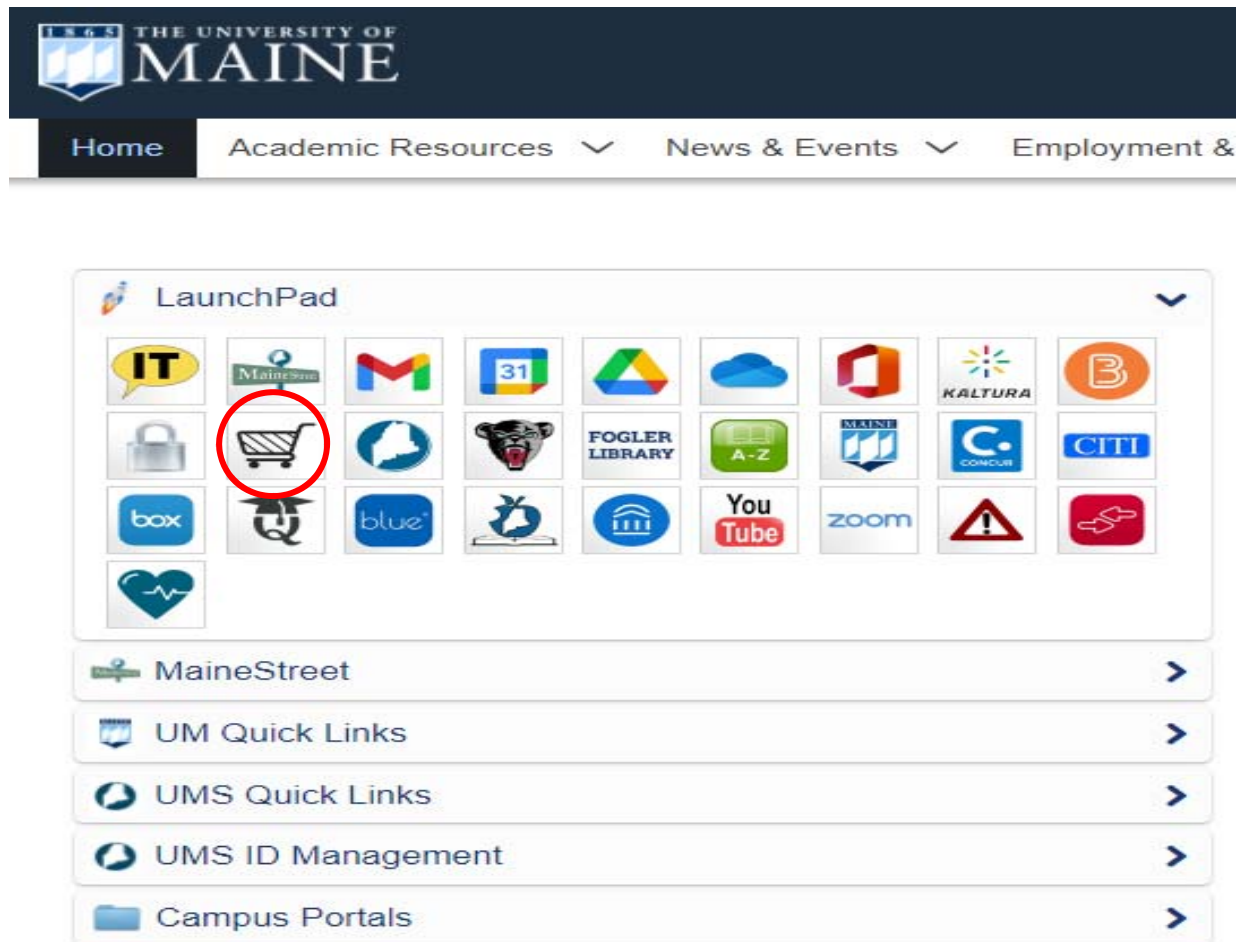 1865 THE UNIVERSITY OF
MAINE
Home Academic Resources News & Events Employment &
LaunchPad
IT MaineStreet 31 KALTURA B
FOGLER LIBRARY A-Z MAINE C. CONCUR CITI
box Q blue You Tube zoom !
MaineStreet
UM Quick Links
UMS Quick Links
UMS ID Management
Campus Portals